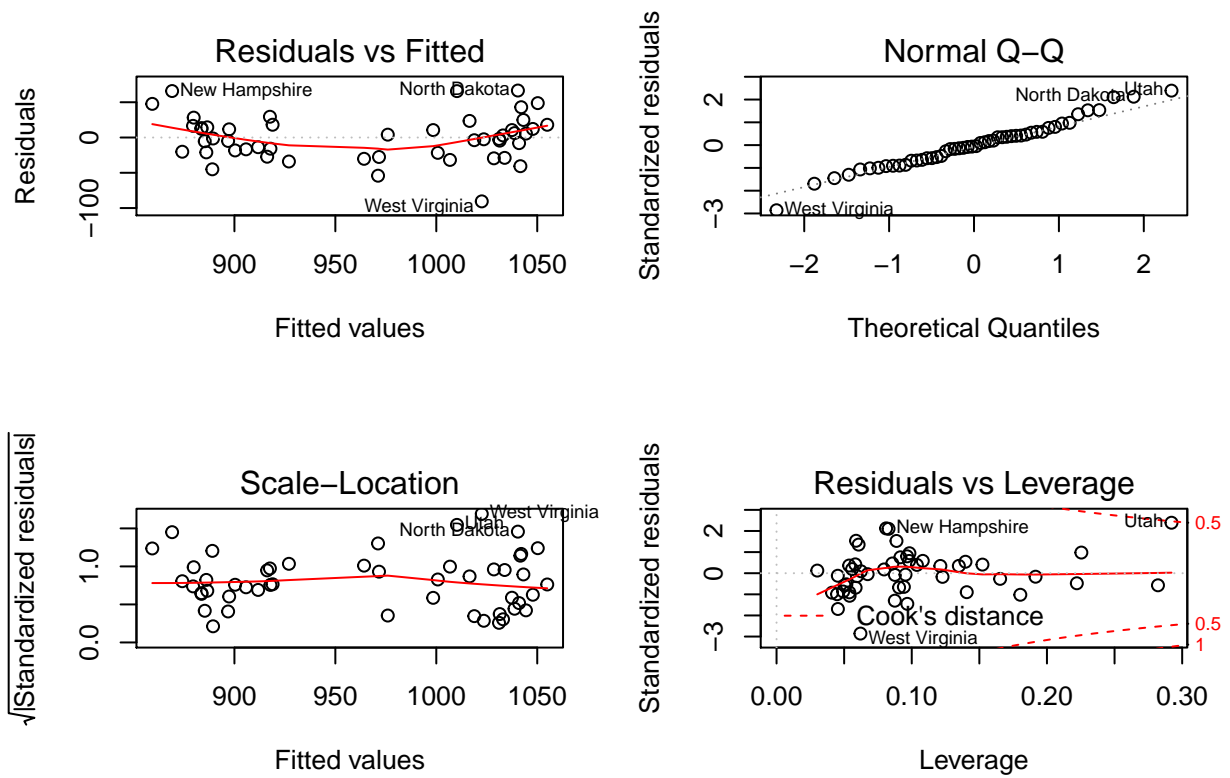 Residuals vs Fitted
Residuals
0
−100
New Hampshire
North Dakota
West Virginia
900 950 1000 1050
Fitted values
Normal Q−Q
Standardized residuals
2
0
−3
North Dakota
Utah
West Virginia
−2 −1 0 1 2
Theoretical Quantiles
Scale−Location
√|Standardized residuals|
1.0
0.0
West Virginia
Utah
North Dakota
900 950 1000 1050
Fitted values
Residuals vs Leverage
Standardized residuals
2
0
−3
Utah
New Hampshire
Cook's distance
West Virginia
0.5
0.5
1
0.00 0.10 0.20 0.30
Leverage